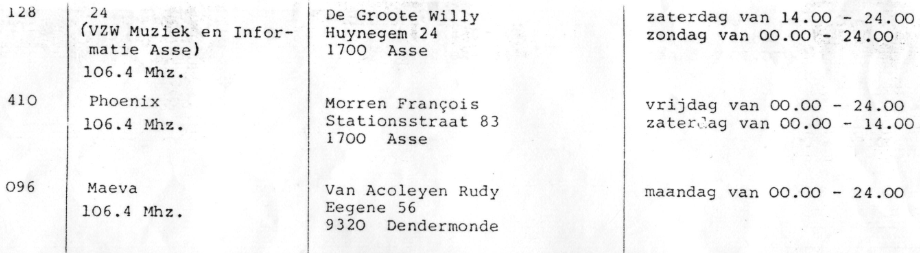 128 24 De Groote Willy zaterdag van 14.00 - 24.00
(VZW Muziek en Infor- Huynegem 24 zondag van 00.00 - 24.00
matie Asse) 1700 Asse
106.4 Mhz.
410 Phoenix Morren François vrijdag van 00.00 - 24.00
106.4 Mhz. Stationsstraat 83 zaterdag van 00.00 - 14.00
1700 Asse
096 Maeva Van Acoleyen Rudy maandag van 00.00 - 24.00
106.4 Mhz. Eegene 56
9320 Dendermonde